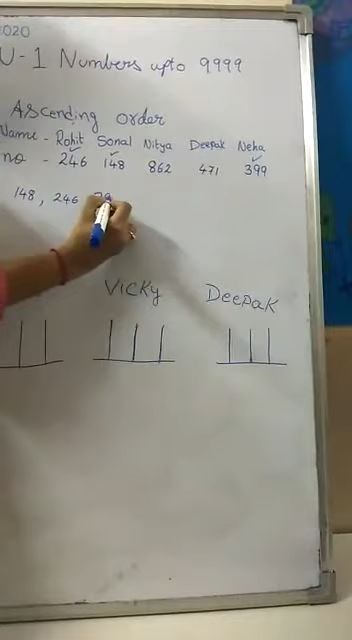 2020
U-1 Numbers upto 9999
Ascending order
Name - Rohit Sonal Nitya Deepak Neha
no - 246 148 862 471 399
148, 246
Vicky Deepak